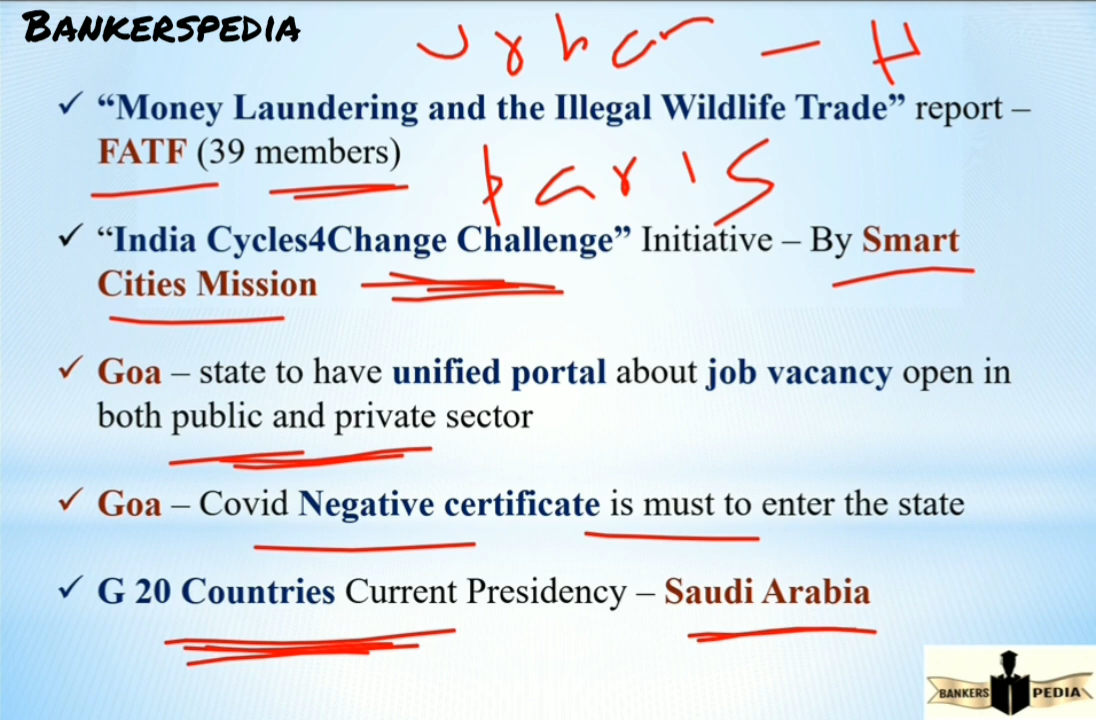 BANKERSPEDIA
Urban - H
✓ “Money Laundering and the Illegal Wildlife Trade” report –
FATF (39 members)
Paris
✓ “India Cycles4Change Challenge” Initiative – By Smart
Cities Mission
✓ Goa – state to have unified portal about job vacancy open in
both public and private sector
✓ Goa – Covid Negative certificate is must to enter the state
✓ G 20 Countries Current Presidency – Saudi Arabia
BANKERS PEDIA